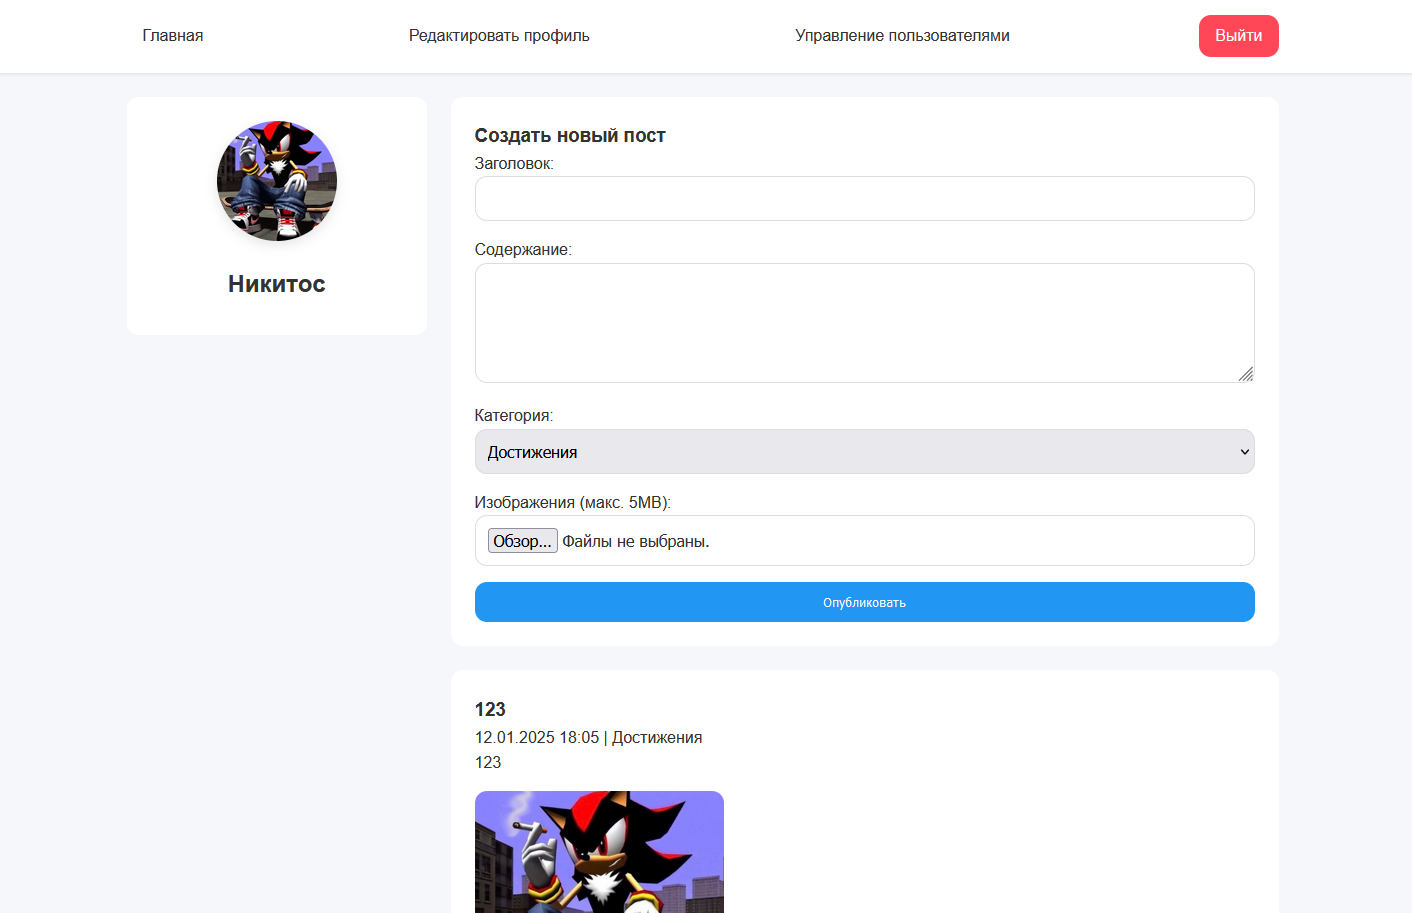 Главная
Редактировать профиль
Управление пользователями
Выйти
Никитос
Создать новый пост
Заголовок:
Содержание:
Категория:
Достижения
Изображения (макс. 5MB):
Обзор... Файлы не выбраны.
Опубликовать
123
12.01.2025 18:05 | Достижения
123